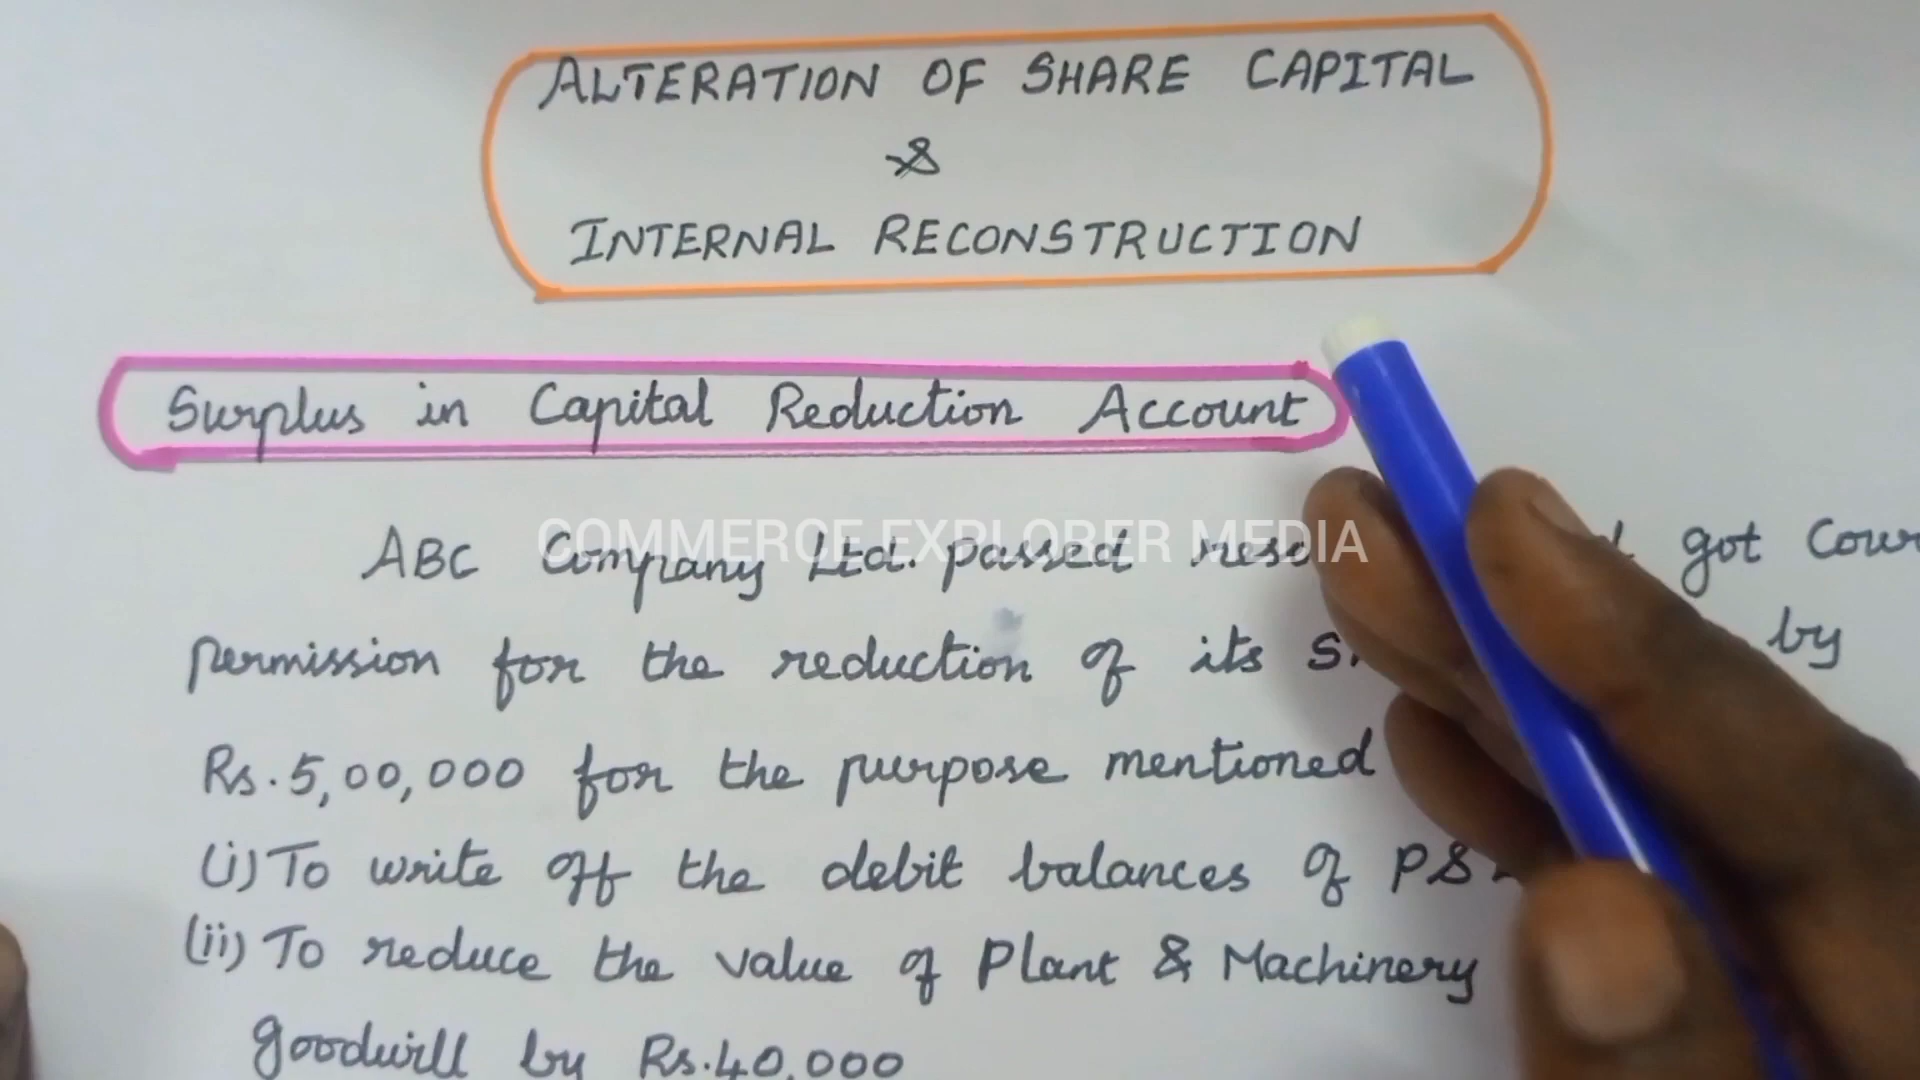 ALTERATION OF SHARE CAPITAL
&
INTERNAL RECONSTRUCTION
Surplus in Capital Reduction Account
COMMERCE EXPLORER MEDIA
ABC Company Ltd. passed got
permission for the reduction of its by
Rs. 5,00,000 for the purpose mentioned
(i) To write off the debit balances of
(ii) To reduce the value of Plant & Machinery
goodwill by Rs. 40,000